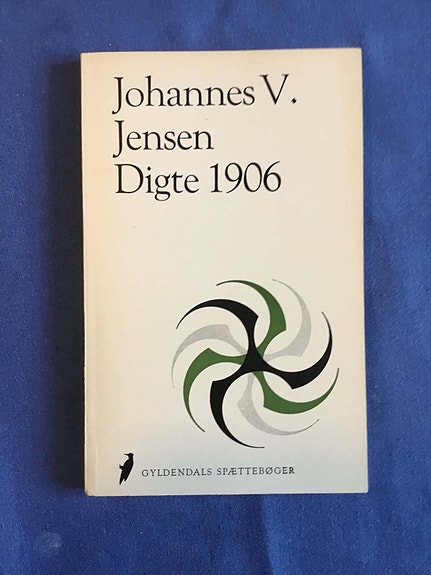 Johannes V.
Jensen
Digte 1906
GYLDENDALS SPÆTTEBØGER